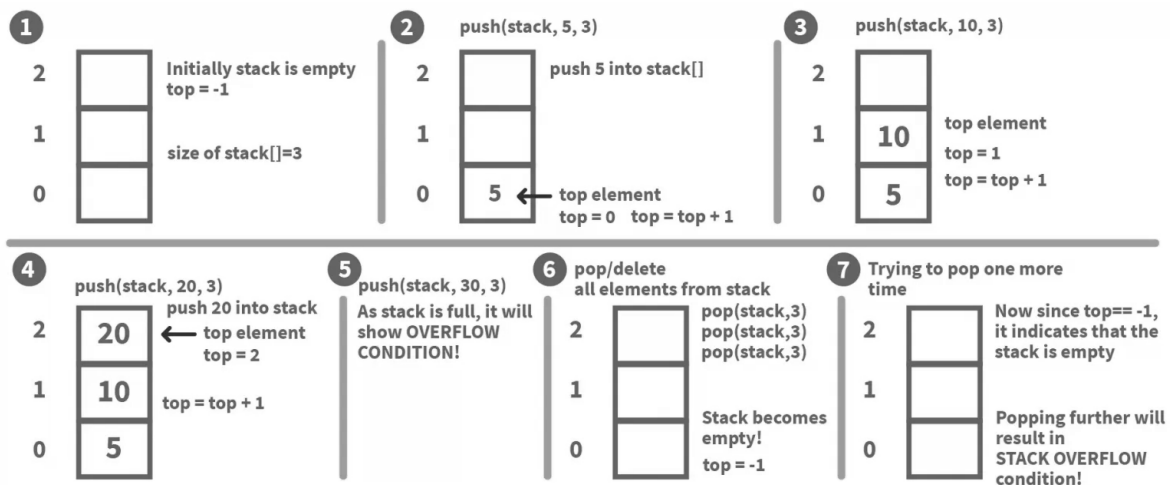 1
2
1
0
Initially stack is empty
top = -1
size of stack[]=3
2
push(stack, 5, 3)
2
1
0
5
push 5 into stack[]
top element
top = 0 top = top + 1
3
push(stack, 10, 3)
2
1
0
10
5
top element
top = 1
top = top + 1
4
push(stack, 20, 3)
push 20 into stack
2
1
0
20
10
5
top element
top = 2
top = top + 1
5
push(stack, 30, 3)
As stack is full, it will
show OVERFLOW
CONDITION!
6
pop/delete
all elements from stack
2
1
0
pop(stack,3)
pop(stack,3)
pop(stack,3)
Stack becomes
empty!
top = -1
7
Trying to pop one more
time
2
1
0
Now since top== -1,
it indicates that the
stack is empty
Popping further will
result in
STACK OVERFLOW
condition!